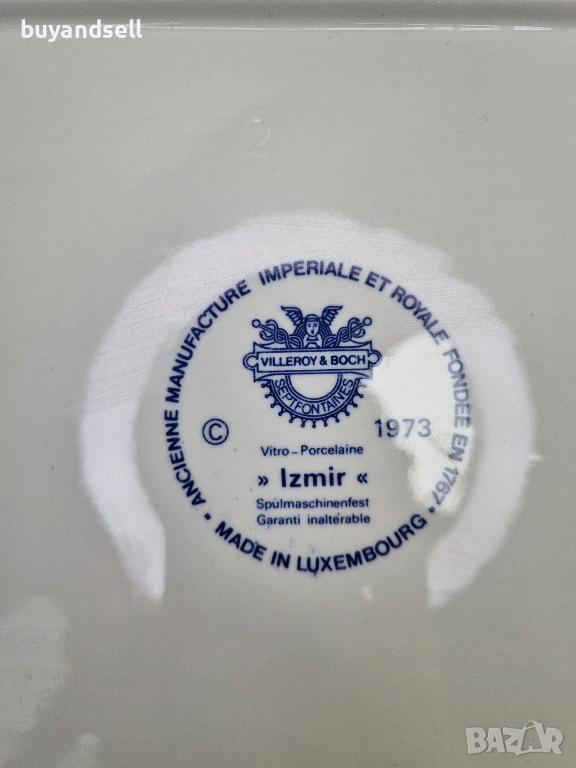 buyandsell
2
ANCIENNE MANUFACTURE IMPERIALE ET ROYALE FONDEE EN 1767
VILLEROY & BOCH
SEPTFONTAINES
© 1973
Vitro-Porcelaine
» Izmir «
Spülmaschinenfest
Garanti inaltérable
• MADE IN LUXEMBOURG •
BAZAR